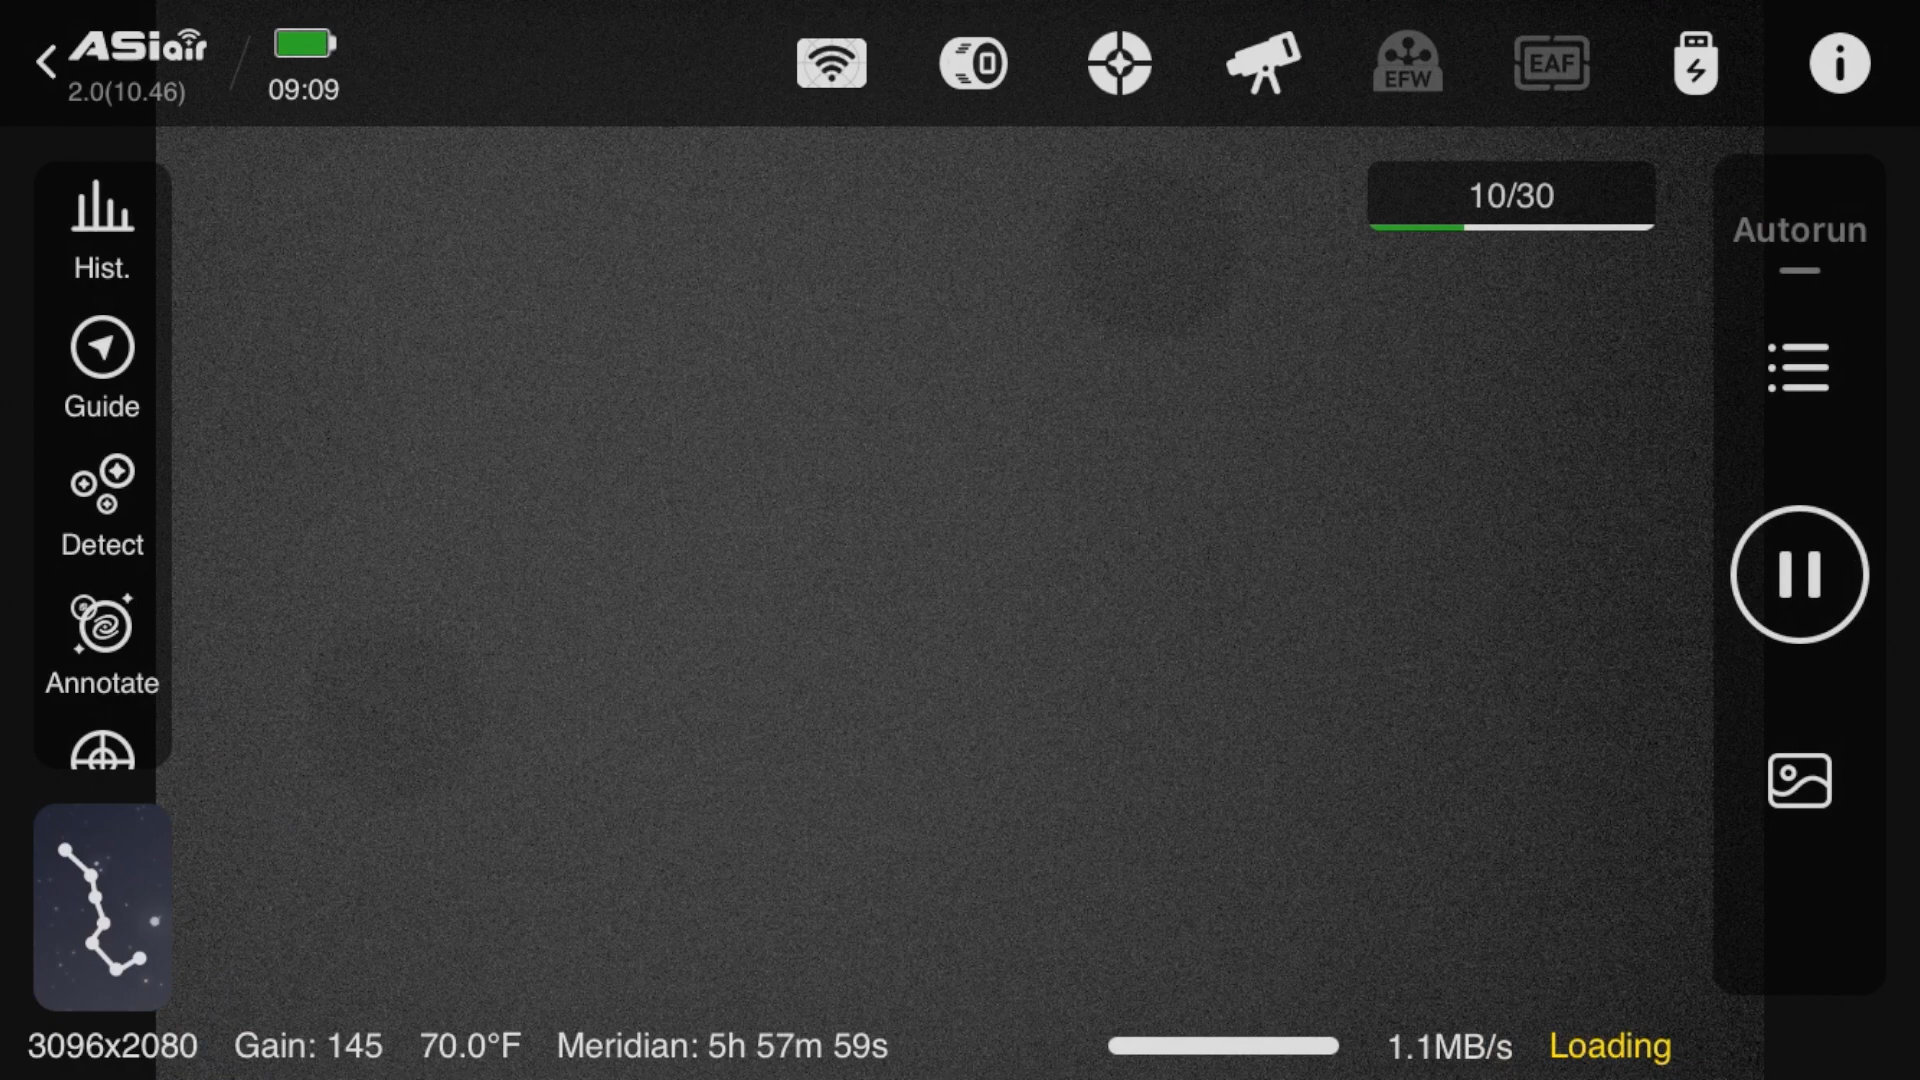 ASiair
2.0(10.46)
09:09
EFW
EAF
10/30
Autorun
Hist.
Guide
Detect
Annotate
3096x2080 Gain: 145 70.0°F Meridian: 5h 57m 59s 1.1MB/s Loading